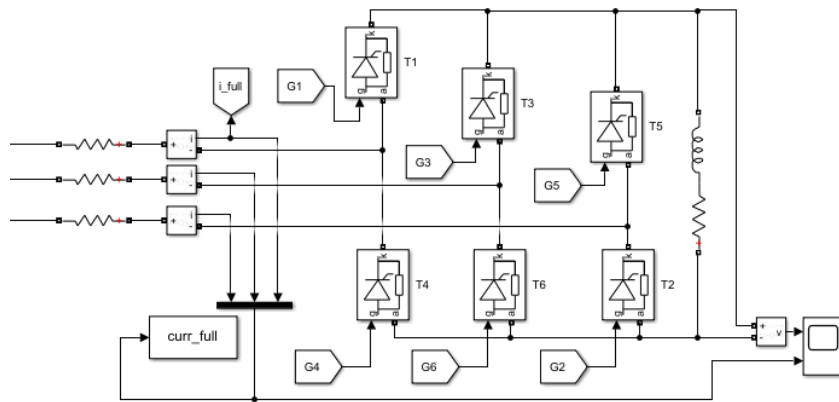 T1
i_full
G1
T3
T5
G3
G5
T4
T6
T2
curr_full
G4
G6
G2
k
g
a
k
g
a
k
g
a
k
g
a
k
g
a
k
g
a
+
-
i
+
-
i
+
-
i
+
-
v